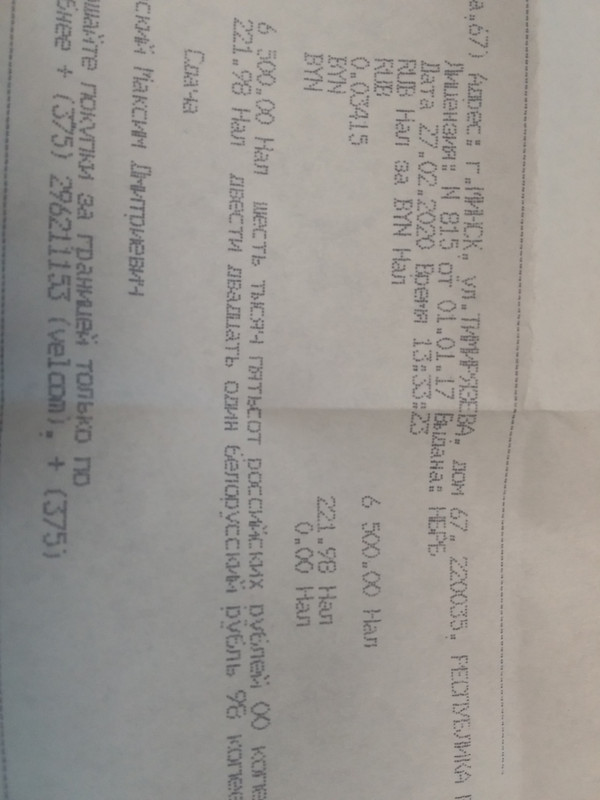 а,67) Адрес: г.МИНСК, ул.ТИМИРЯЗЕВА, дом 67, 220035, РЕСПУБЛИКА
Лицензия: N 815 от 01.01.17 Выдана: НБРБ
Дата 27.02.2020 Время 13.33.23
RUB Нал за BYN Нал
RUB 6 500.00 Нал
0.03415
BYN 221.98 Нал
BYN 0.00 Нал
6 500.00 Нал шесть тысяч пятьсот российских рублей 00 копе
221.98 Нал двести двадцать один белорусский рубль 98 копее
Сдача
ский Максим Дмитриевич
шайте покупки за границей только по
бнее + (375) 296211153 (velcom), + (375)